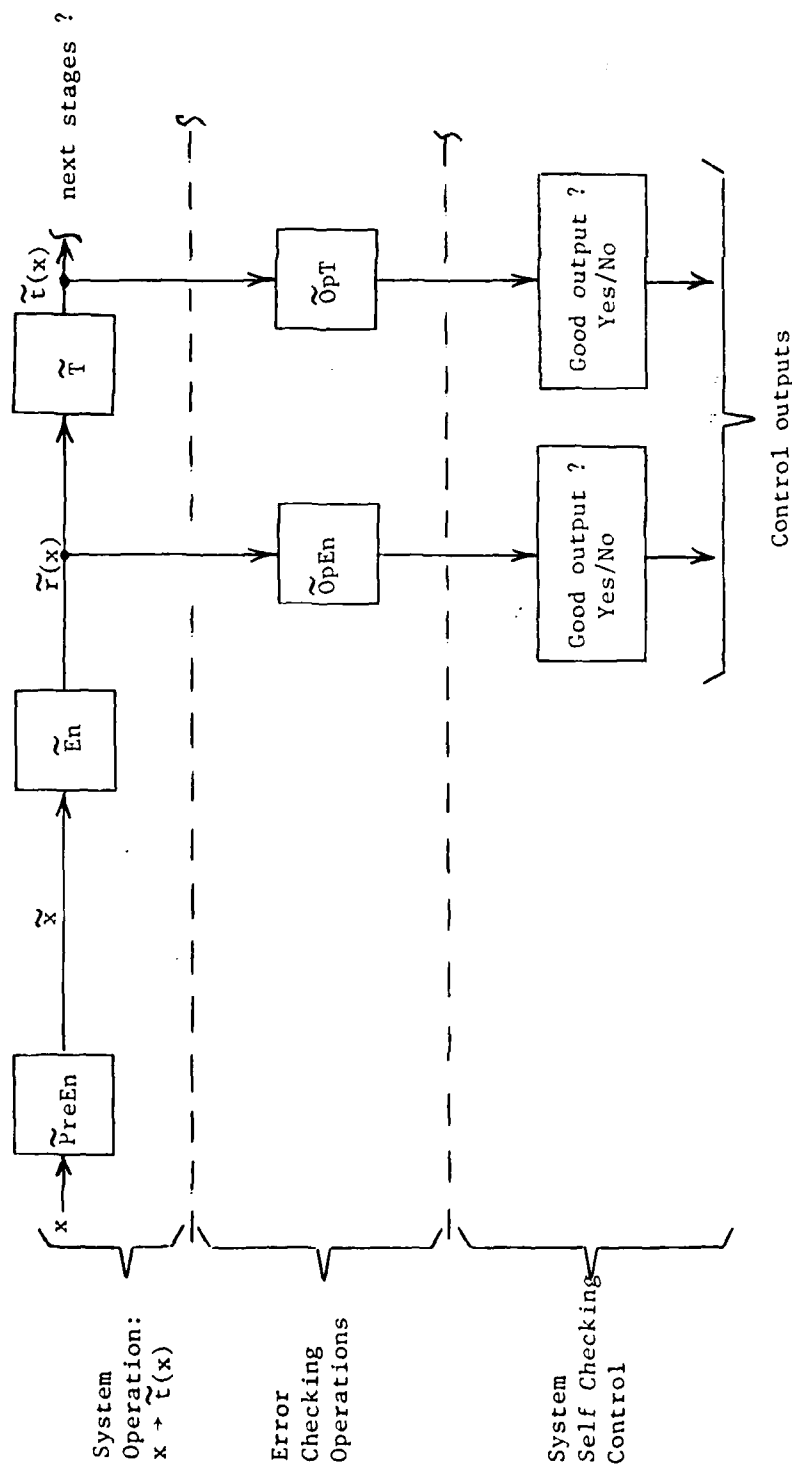 System
Operation:
x → t̃(x)
x
P̃reEn
x̃
Ẽn
r̃(x)
T̃
t̃(x)
next stages ?
Error
Checking
Operations
ÕpEn
ÕpT
System
Self Checking
Control
Good output ?
Yes/No
Good output ?
Yes/No
Control outputs